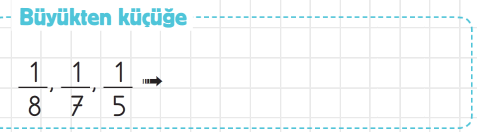 Büyükten küçüğe
1/8, 1/7, 1/5 ➟